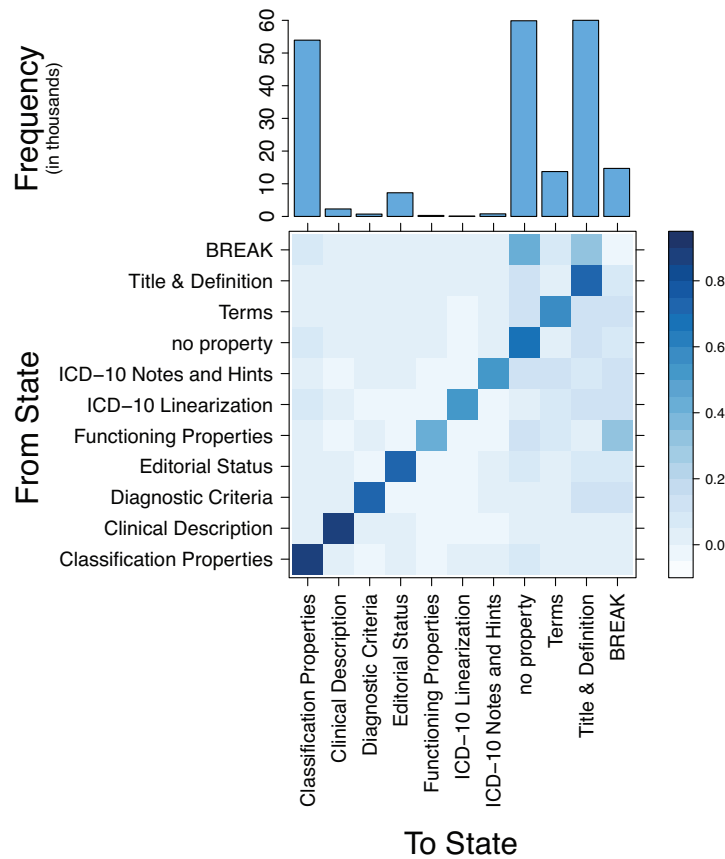 Frequency
(in thousands)
60
50
40
30
20
10
0
BREAK
Title & Definition
Terms
no property
ICD−10 Notes and Hints
ICD−10 Linearization
Functioning Properties
Editorial Status
Diagnostic Criteria
Clinical Description
Classification Properties
From State
0.8
0.6
0.4
0.2
0.0
Classification Properties
Clinical Description
Diagnostic Criteria
Editorial Status
Functioning Properties
ICD−10 Linearization
ICD−10 Notes and Hints
no property
Terms
Title & Definition
BREAK
To State